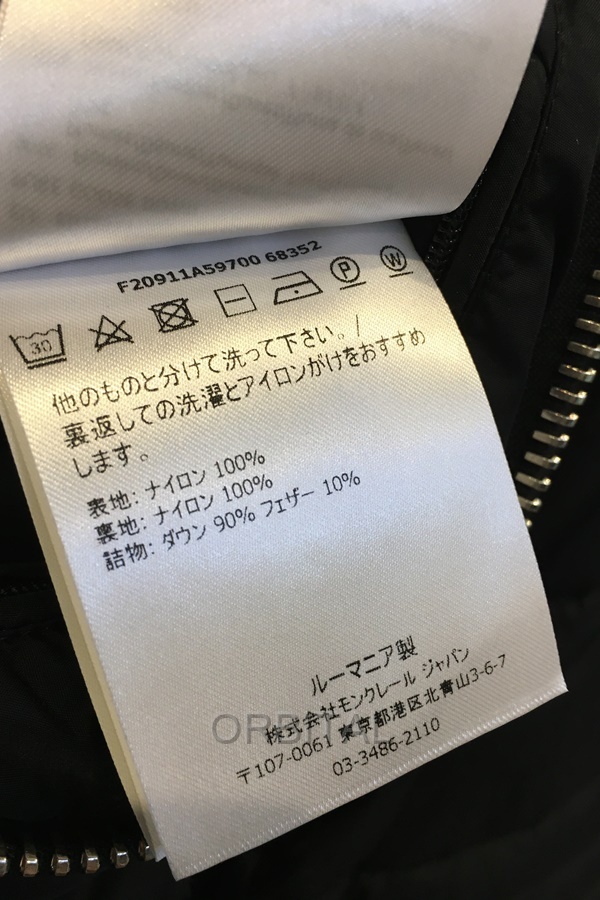 F20911A59700 68352
30
P
W
他のものと分けて洗って下さい。/
裏返しての洗濯とアイロンがけをおすすめ
します。
表地: ナイロン 100%
裏地: ナイロン 100%
詰物: ダウン 90% フェザー 10%
ルーマニア製
株式会社モンクレール ジャパン
ORBITAL
〒107-0061 東京都港区北青山3-6-7
03-3486-2110